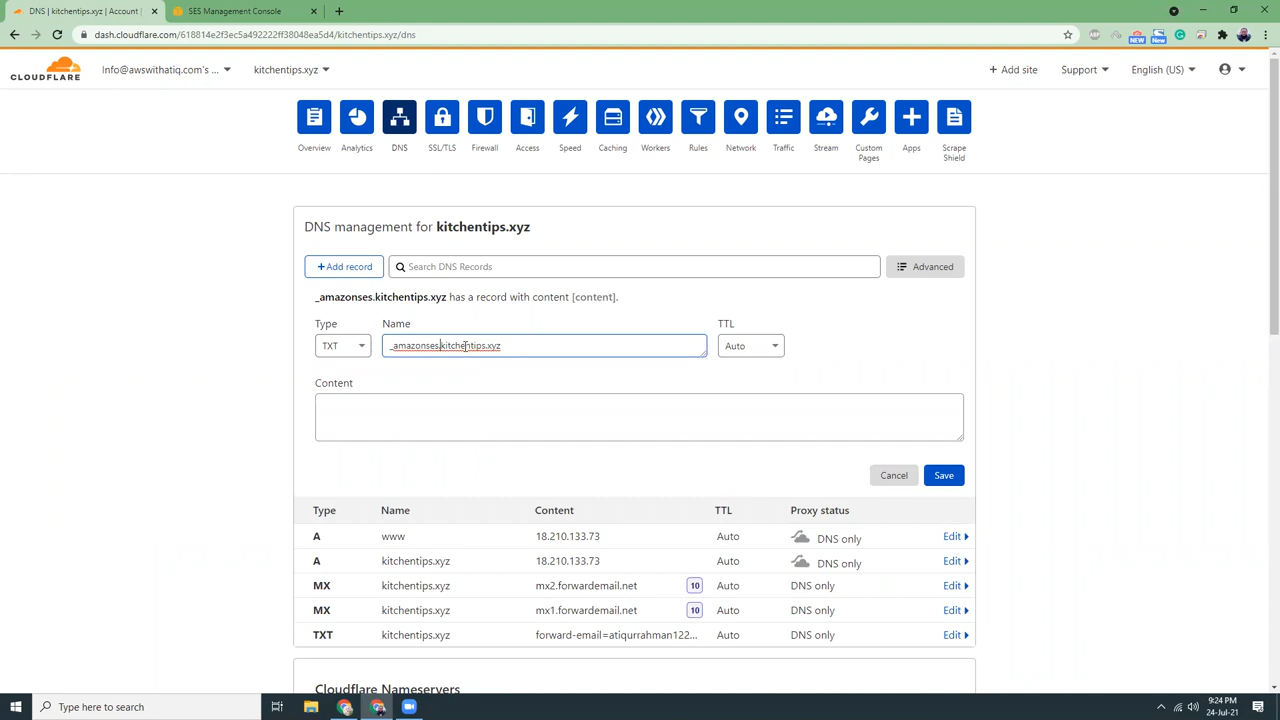 DNS | kitchentips.xyz | Account |
SES Management Console
dash.cloudflare.com/618814e2f3ec5a492222ff38048ea5d4/kitchentips.xyz/dns
NEW
New
CLOUDFLARE
Info@awswithatiq.com's ...
kitchentips.xyz
+ Add site
Support
English (US)
Overview
Analytics
DNS
SSL/TLS
Firewall
Access
Speed
Caching
Workers
Rules
Network
Traffic
Stream
Custom Pages
Apps
Scrape Shield
DNS management for kitchentips.xyz
+Add record
Search DNS Records
Advanced
_amazonses.kitchentips.xyz has a record with content [content].
Type Name TTL
TXT _amazonses.kitchentips.xyz Auto
Content
Cancel Save
Type Name Content TTL Proxy status
A www 18.210.133.73 Auto DNS only Edit
A kitchentips.xyz 18.210.133.73 Auto DNS only Edit
MX kitchentips.xyz mx2.forwardemail.net 10 Auto DNS only Edit
MX kitchentips.xyz mx1.forwardemail.net 10 Auto DNS only Edit
TXT kitchentips.xyz forward-email=atiqurrahman122... Auto DNS only Edit
Cloudflare Nameservers
Type here to search
9:24 PM
24-Jul-21